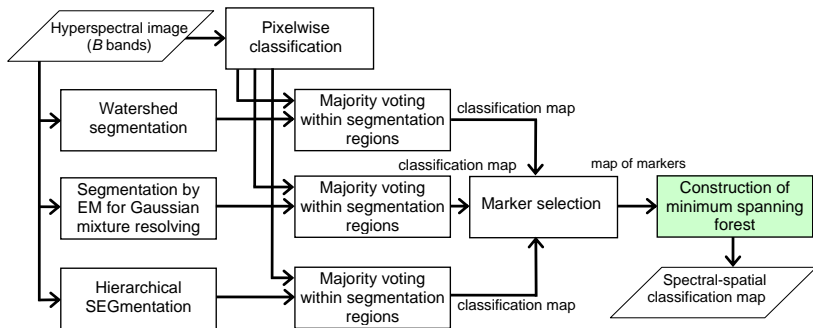 Hyperspectral image
(B bands)
Pixelwise
classification
Watershed
segmentation
Majority voting
within segmentation
regions
classification map
Segmentation by
EM for Gaussian
mixture resolving
Majority voting
within segmentation
regions
classification map
Marker selection
map of markers
Construction of
minimum spanning
forest
Hierarchical
SEGmentation
Majority voting
within segmentation
regions
classification map
Spectral-spatial
classification map